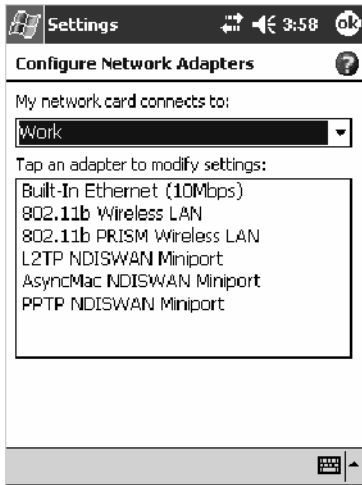 Settings 3:58 ok
Configure Network Adapters ?
My network card connects to:
Work
Tap an adapter to modify settings:
Built-In Ethernet (10Mbps)
802.11b Wireless LAN
802.11b PRISM Wireless LAN
L2TP NDISWAN Miniport
AsyncMac NDISWAN Miniport
PPTP NDISWAN Miniport